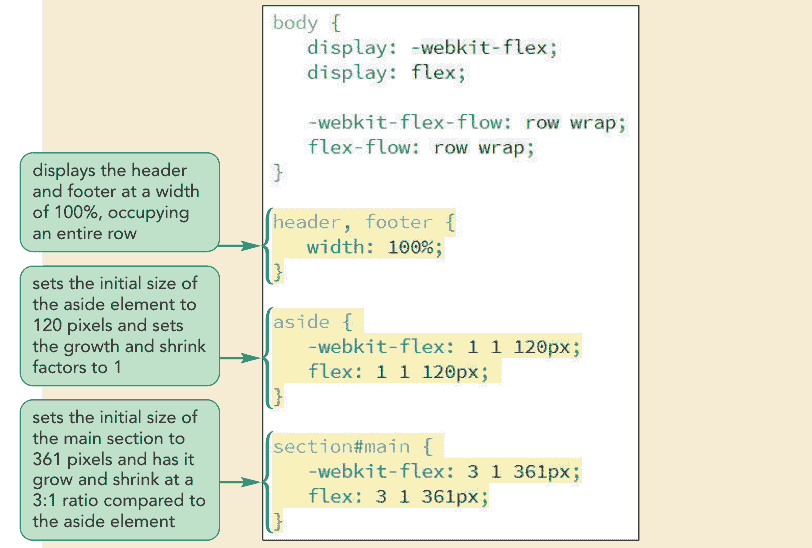 body {
display: -webkit-flex;
display: flex;
-webkit-flex-flow: row wrap;
flex-flow: row wrap;
}
displays the header
and footer at a width
of 100%, occupying
an entire row
header, footer {
width: 100%;
}
sets the initial size of
the aside element to
120 pixels and sets
the growth and shrink
factors to 1
aside {
-webkit-flex: 1 1 120px;
flex: 1 1 120px;
}
sets the initial size of
the main section to
361 pixels and has it
grow and shrink at a
3:1 ratio compared to
the aside element
section#main {
-webkit-flex: 3 1 361px;
flex: 3 1 361px;
}